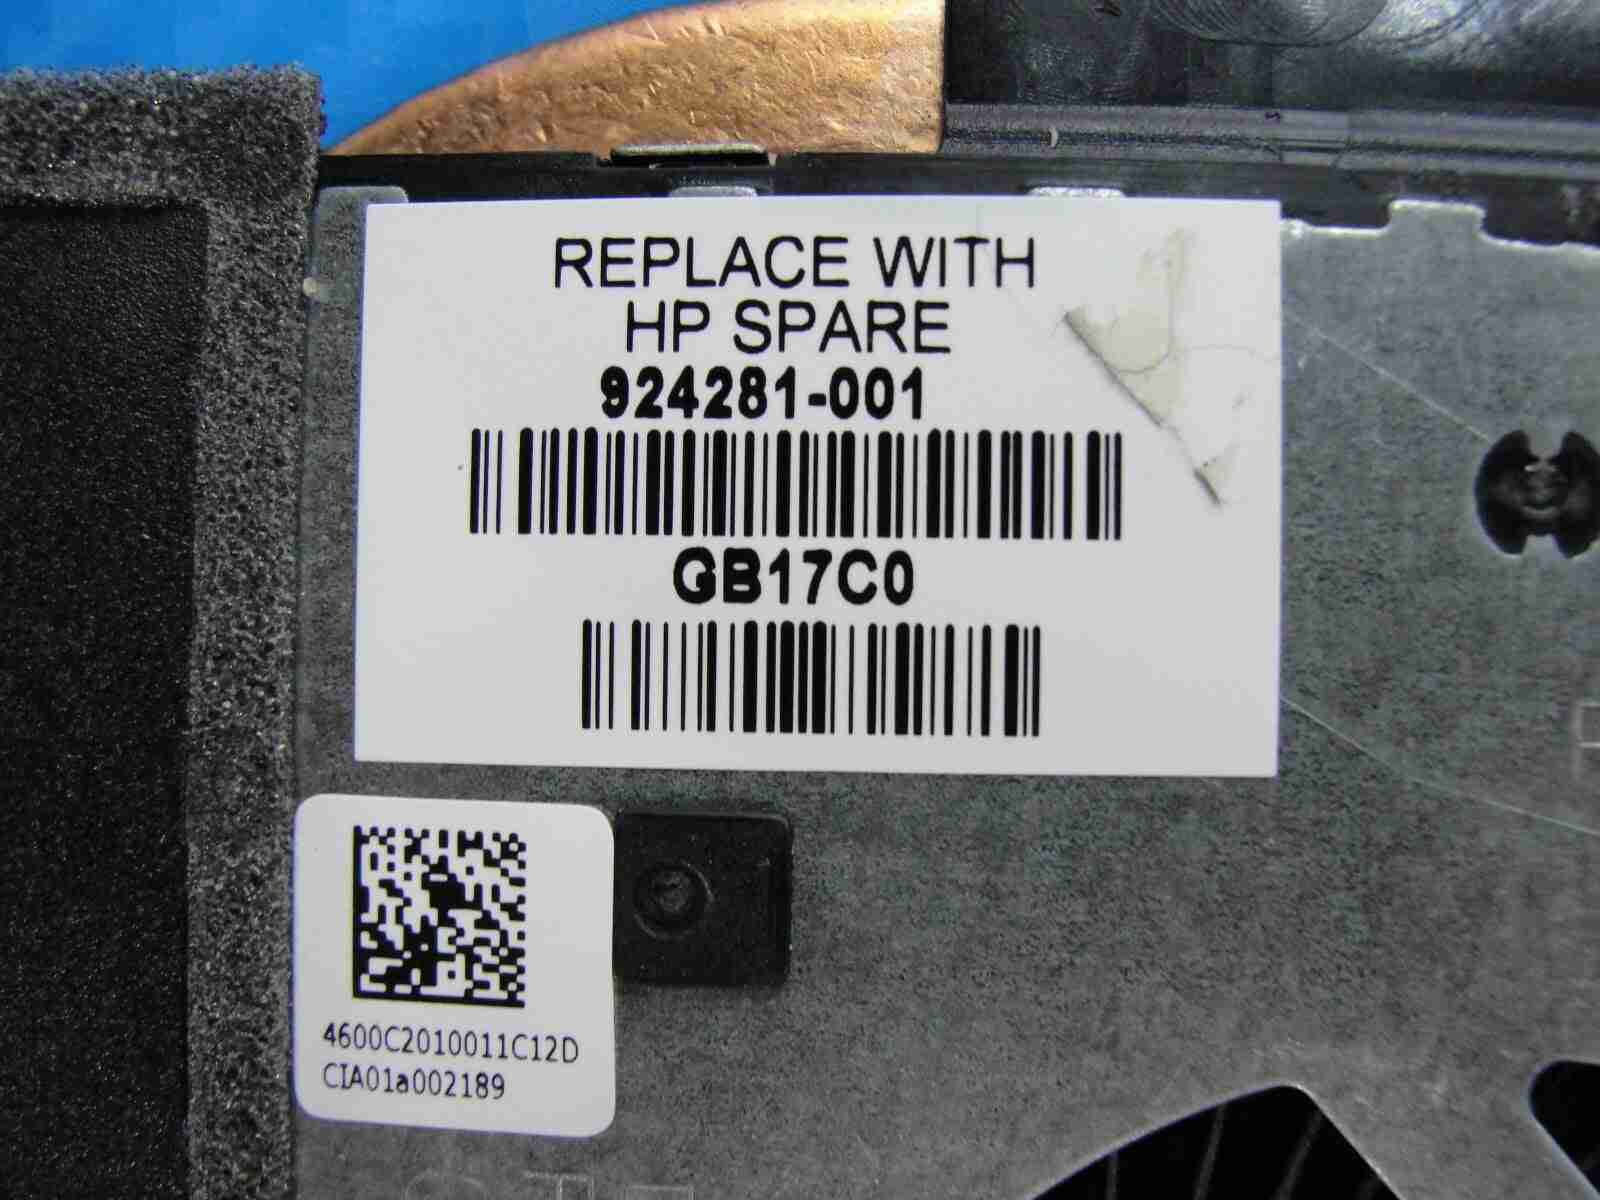 REPLACE WITH
HP SPARE
924281-001
GB17C0
4600C2010011C12D
CIA01a002189